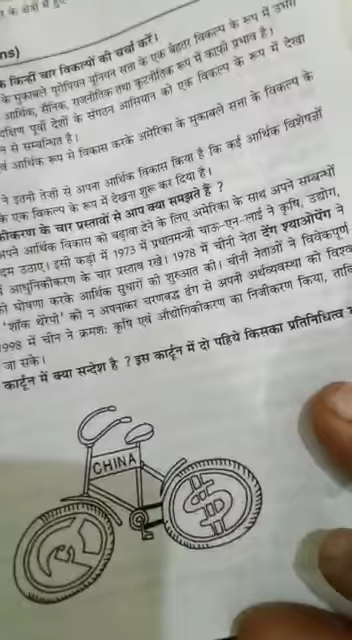 के क्षेत्रों में हुए
ns)
के किन्हीं चार विकल्पों की चर्चा करें।
के मुकाबले यूरोपियन यूनियन सत्ता के एक बेहतर विकल्प के रूप में उभरा
आर्थिक, सैनिक, राजनीतिक तथा कूटनीतिक रूप में काफी प्रभाव है।
दक्षिण पूर्वी देशों के संगठन आसियान को एक विकल्प के रूप में देखा
न से सम्बन्धित है।
वं आर्थिक रूप से विकास करके अमेरिका के मुकाबले सत्ता के विकल्प के
ने इतनी तेजी से अपना आर्थिक विकास किया है कि कई आर्थिक विशेषज्ञों
के एक विकल्प के रूप में देखना शुरू कर दिया है।
कीकरण के चार प्रस्तावों से आप क्या समझते हैं ?
अपने आर्थिक विकास को बढ़ावा देने के लिए अमेरिका के साथ अपने सम्बन्धों
दम उठाए। इसी कड़ी में 1973 में प्रधानमन्त्री चाऊ-एन-लाई ने कृषि, उद्योग,
में आधुनिकीकरण के चार प्रस्ताव रखे। 1978 में चीनी नेता देंग श्याओपेंग ने
की घोषणा करके आर्थिक सुधारों को शुरुआत की। चीनी नेताओं ने विवेकपूर्ण
'शॉक थेरेपी' को न अपनाकर चरणबद्ध ढंग से अपनी अर्थव्यवस्था को
1998 में चीन ने क्रमशः कृषि एवं औद्योगिकीकरण का निजीकरण किया, ताकि
जा सके।
कार्टून में क्या सन्देश है ? इस कार्टून में दो पहिये किसका प्रतिनिधित्व
CHINA
$